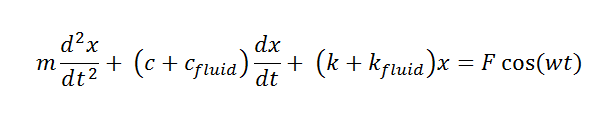 m d²x/dt² + (c + c_fluid) dx/dt + (k + k_fluid)x = F cos(wt)